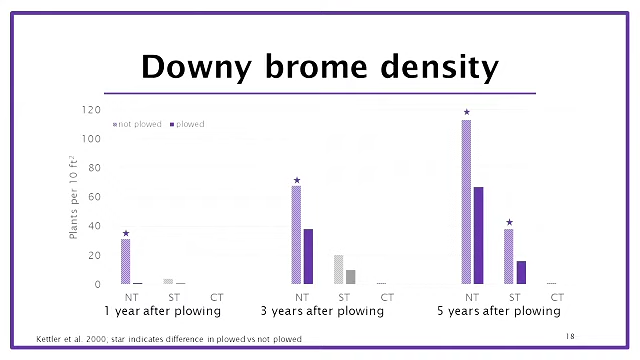 Downy brome density
120
not plowed plowed
100
80
60
40
20
0
Plants per 10 ft²
NT ST CT NT ST CT NT ST CT
1 year after plowing 3 years after plowing 5 years after plowing
Kettler et al. 2000; star indicates difference in plowed vs not plowed
18